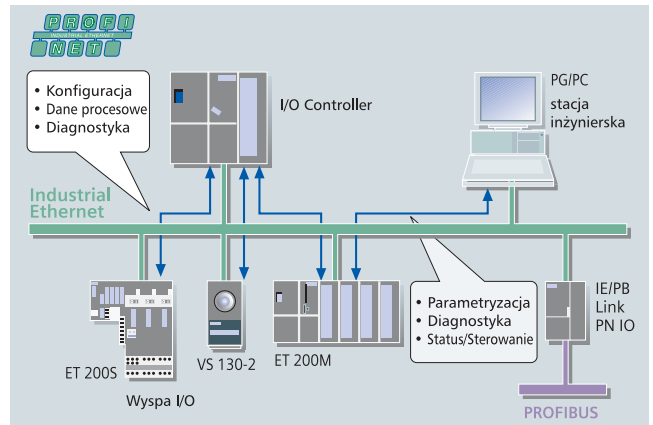 PROFI
INDUSTRIAL ETHERNET
NET
• Konfiguracja
• Dane procesowe
• Diagnostyka
I/O Controller
PG/PC
stacja
inżynierska
Industrial
Ethernet
ET 200S
Wyspa I/O
VS 130-2
ET 200M
• Parametryzacja
• Diagnostyka
• Status/Sterowanie
IE/PB
Link
PN IO
PROFIBUS